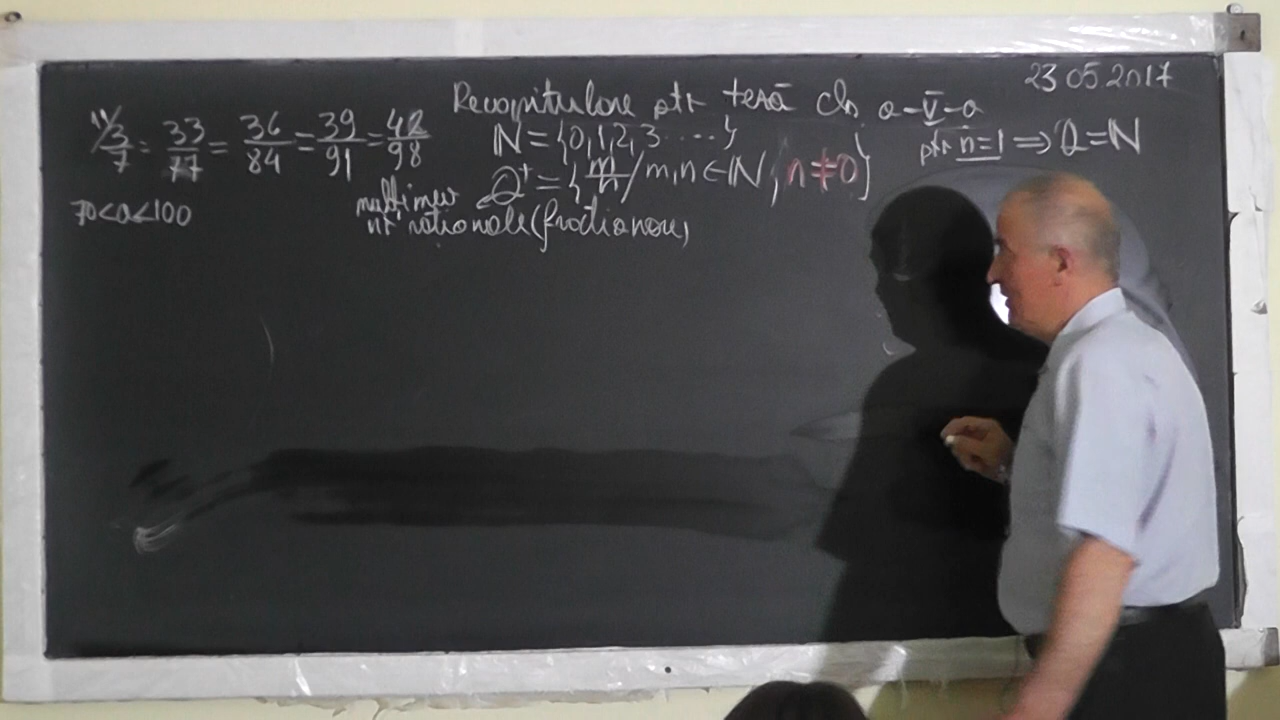 23.05.2017
Recapitulare ptr teză cls a-V-a
11/ 3/7 = 33/77 = 36/84 = 39/91 = 42/98
ℕ = {0,1,2,3 ....}
ptr n=1 ⇒ Q=ℕ
Q⁺ = {m/n / m,n ∈ ℕ, n≠0}
70<a<100
mulțimea
nr raționale (fracționare)